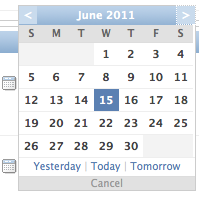 < June 2011 >
S M T W T F S
1 2 3 4
5 6 7 8 9 10 11
12 13 14 15 16 17 18
19 20 21 22 23 24 25
26 27 28 29 30
Yesterday | Today | Tomorrow
Cancel